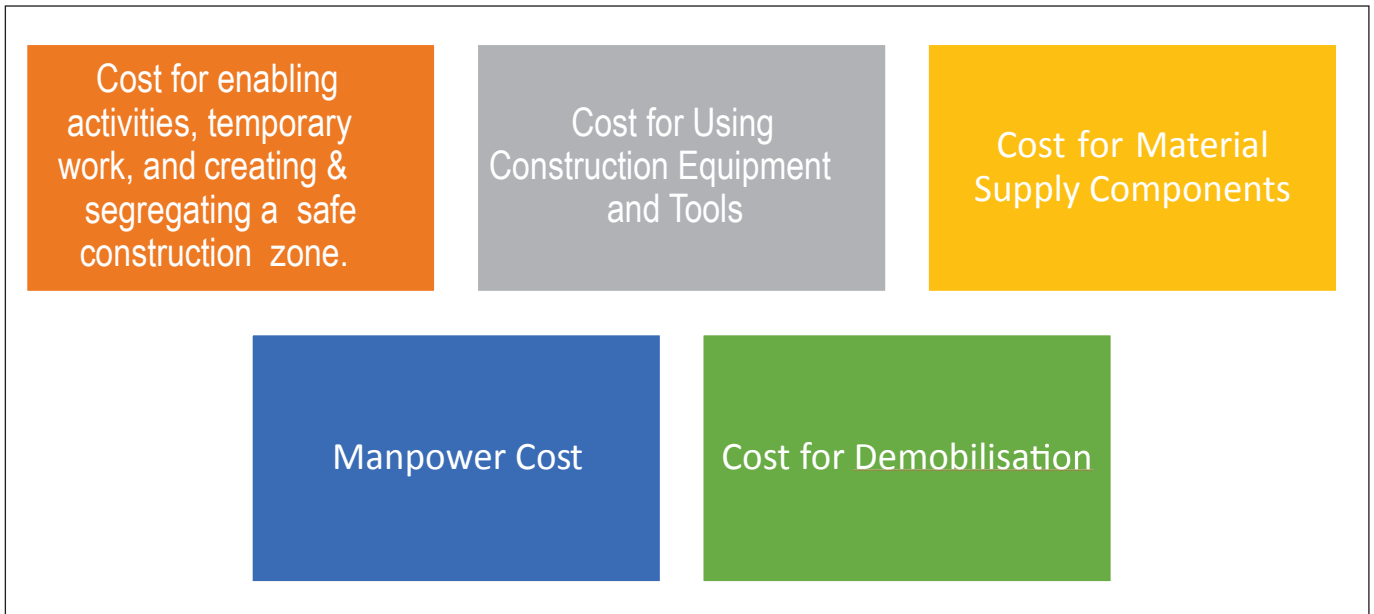 Cost for enabling
activities, temporary
work, and creating &
segregating a safe
construction zone.
Cost for Using
Construction Equipment
and Tools
Cost for Material
Supply Components
Manpower Cost
Cost for Demobilisation